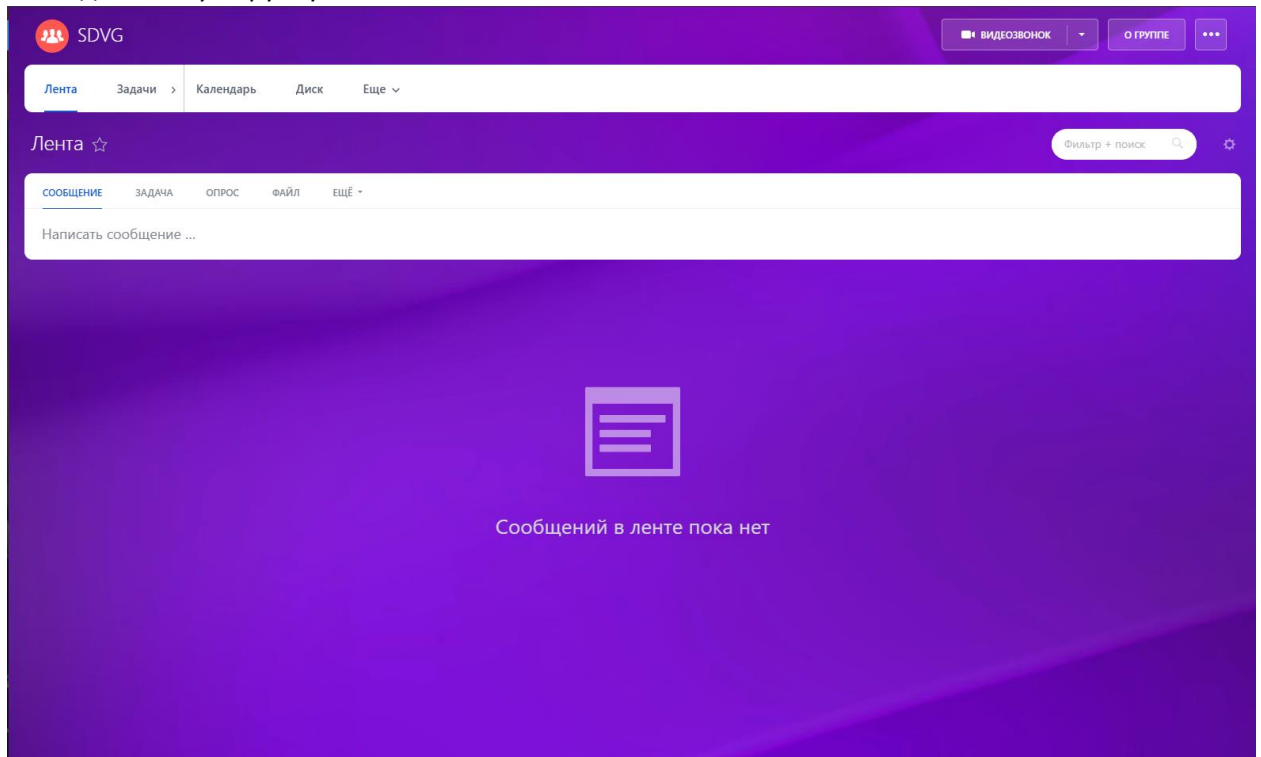 SDVG
ВИДЕОЗВОНОК
О ГРУППЕ
Лента Задачи Календарь Диск Еще
Лента
Фильтр + поиск
СООБЩЕНИЕ ЗАДАЧА ОПРОС ФАЙЛ ЕЩЁ
Написать сообщение ...
Сообщений в ленте пока нет